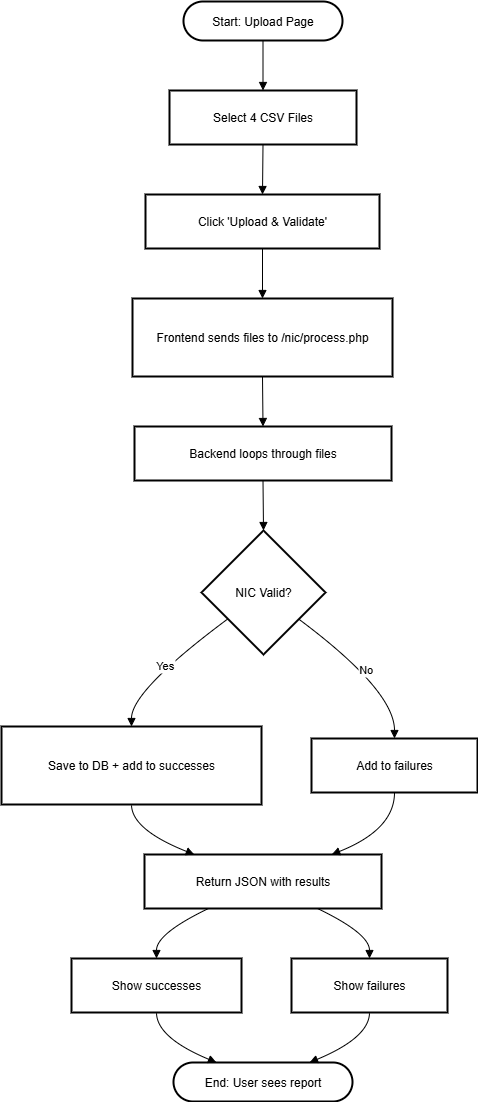 Start: Upload Page
Select 4 CSV Files
Click 'Upload & Validate'
Frontend sends files to /nic/process.php
Backend loops through files
NIC Valid?
Yes
No
Save to DB + add to successes
Add to failures
Return JSON with results
Show successes
Show failures
End: User sees report